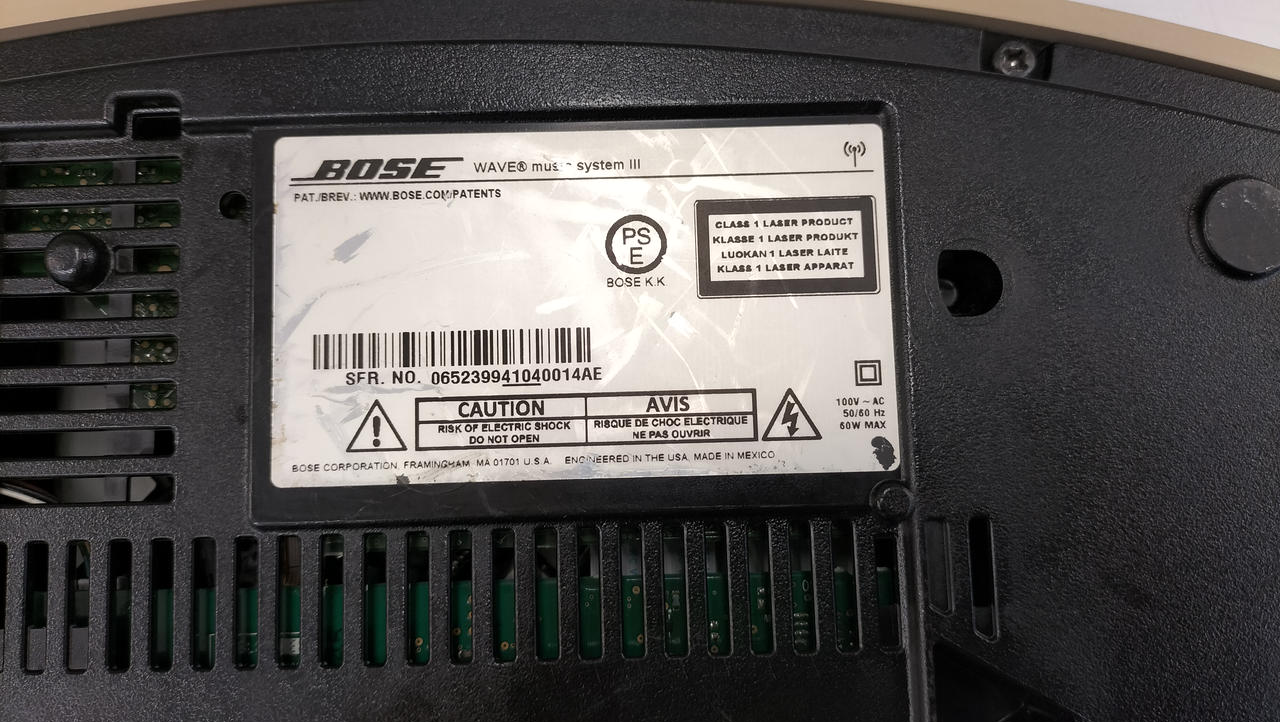 BOSE WAVE® music system III
PAT./BREV.: WWW.BOSE.COM/PATENTS
PS
E
BOSE K.K.
CLASS 1 LASER PRODUCT
KLASSE 1 LASER PRODUKT
LUOKAN 1 LASER LAITE
KLASS 1 LASER APPARAT
SER. NO. 06523994104​0014AE
CAUTION
RISK OF ELECTRIC SHOCK
DO NOT OPEN
AVIS
RISQUE DE CHOC ELECTRIQUE
NE PAS OUVRIR
100V ~ AC
50/60 Hz
60W MAX
BOSE CORPORATION, FRAMINGHAM, MA 01701 U.S.A. ENGINEERED IN THE USA, MADE IN MEXICO